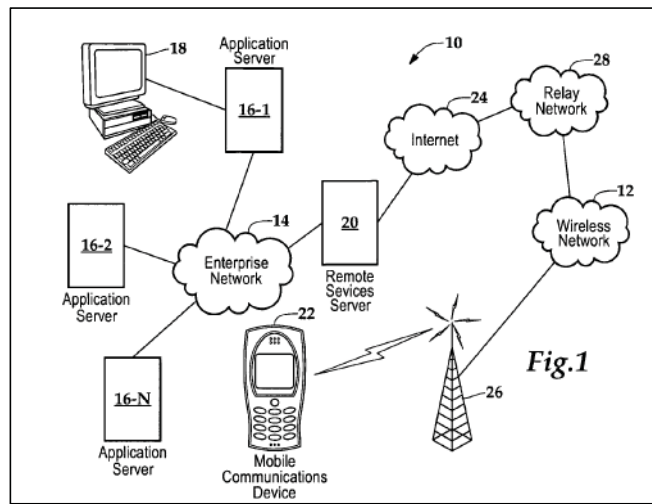 18
Application
Server
10
28
16-1
24
Relay
Network
Internet
14
12
16-2
Enterprise
Network
20
Wireless
Network
Application
Server
Remote
Sevices
Server
22
16-N
Fig.1
26
Application
Server
Mobile
Communications
Device